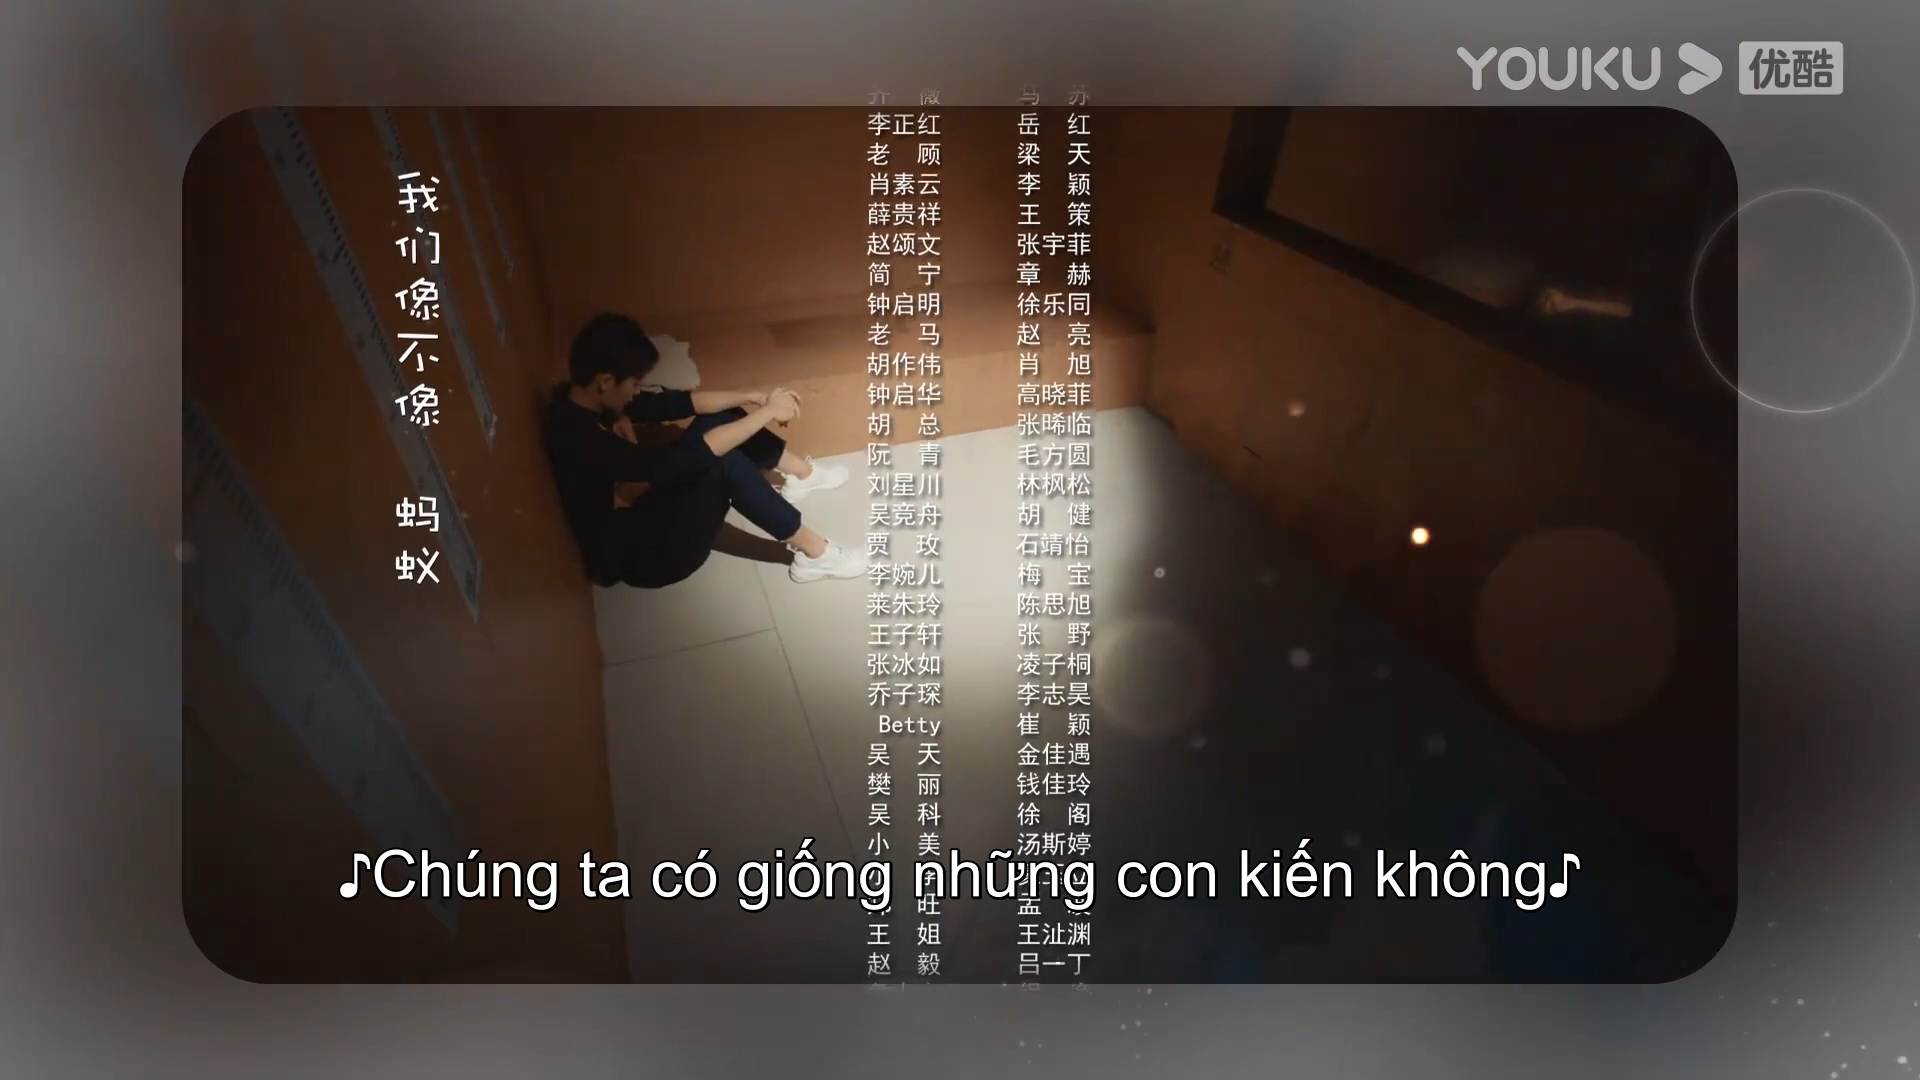 YOUKU 优酷
我们像不像 蚂蚁
齐 薇 马 苏
李正红 岳 红
老 顾 梁 天
肖素云 李 颖
薛贵祥 王 策
赵颂文 张宇菲
简 宁 章 赫
钟启明 徐乐同
老 马 赵 亮
胡作伟 肖 旭
钟启华 高晓菲
胡 总 张晞临
阮 青 毛方圆
刘星川 林枫松
吴竞舟 胡 健
贾 玫 石靖怡
李婉儿 梅 宝
莱朱玲 陈思旭
王子轩 张 野
张冰如 凌子桐
乔子琛 李志昊
Betty 崔 颖
吴 天 金佳遇
樊 丽 钱佳玲
吴 科 徐 阁
小 美 汤斯婷
♪Chúng ta có giống những con kiến không♪
旺 孟
王 姐 王沚渊
赵 毅 吕一丁